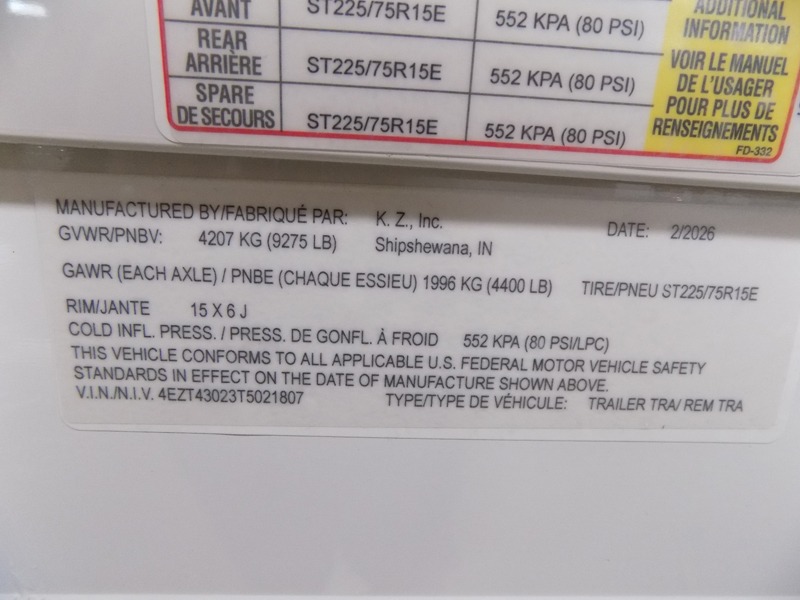 AVANT ST225/75R15E 552 KPA (80 PSI)
ADDITIONAL
INFORMATION
REAR
ARRIÈRE ST225/75R15E 552 KPA (80 PSI)
VOIR LE MANUEL
DE L'USAGER
POUR PLUS DE
RENSEIGNEMENTS
SPARE
DE SECOURS ST225/75R15E 552 KPA (80 PSI)
FD-332
MANUFACTURED BY/FABRIQUÉ PAR: K. Z., Inc. DATE: 2/2026
GVWR/PNBV: 4207 KG (9275 LB) Shipshewana, IN
GAWR (EACH AXLE) / PNBE (CHAQUE ESSIEU) 1996 KG (4400 LB) TIRE/PNEU ST225/75R15E
RIM/JANTE 15 X 6 J
COLD INFL. PRESS. / PRESS. DE GONFL. À FROID 552 KPA (80 PSI/LPC)
THIS VEHICLE CONFORMS TO ALL APPLICABLE U.S. FEDERAL MOTOR VEHICLE SAFETY
STANDARDS IN EFFECT ON THE DATE OF MANUFACTURE SHOWN ABOVE.
V.I.N./N.I.V. 4EZT43023T5021807 TYPE/TYPE DE VÉHICULE: TRAILER TRA/ REM TRA